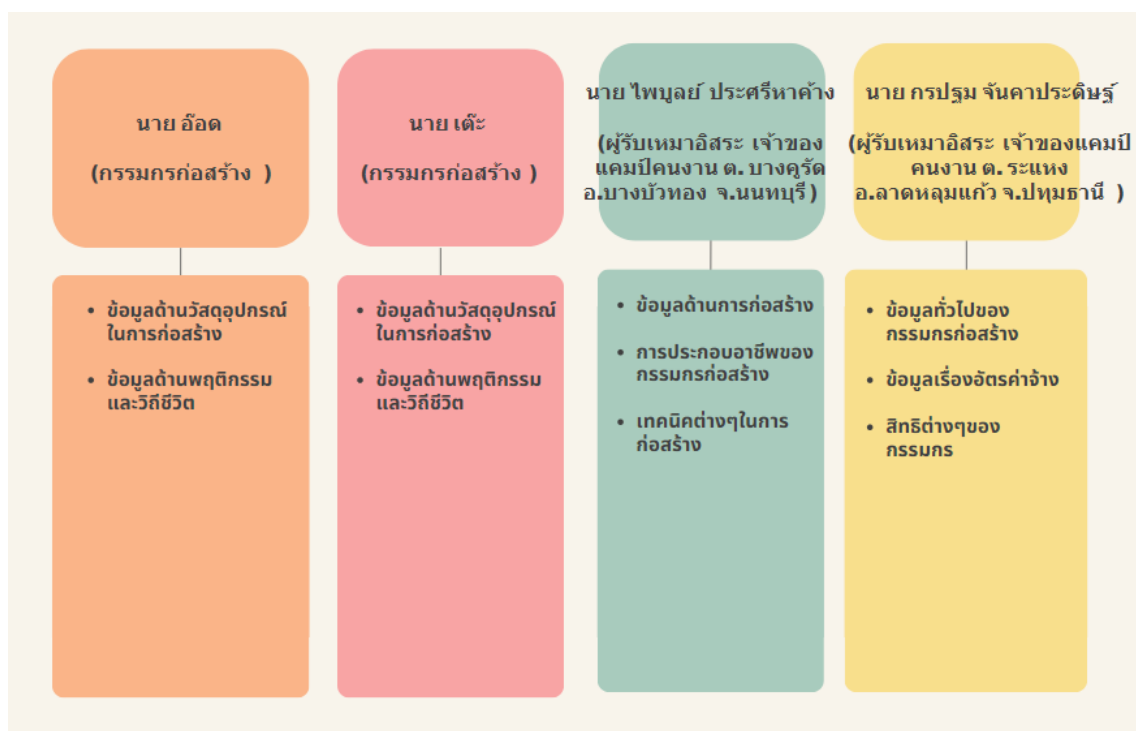 นาย อ๊อด
(กรรมกรก่อสร้าง )
นาย เต๊ะ
(กรรมกรก่อสร้าง )
นาย ไพบูลย์ ประศรีหาค้าง
(ผู้รับเหมาอิสระ เจ้าของ
แคมป์คนงาน ต. บางคูรัด
อ.บางบัวทอง จ.นนทบุรี )
นาย กรปฐม จันคาประดิษฐ์
(ผู้รับเหมาอิสระ เจ้าของแคมป์
คนงาน ต. ระแหง
อ.ลาดหลุมแก้ว จ.ปทุมธานี )
• ข้อมูลด้านวัสดุอุปกรณ์
ในการก่อสร้าง
• ข้อมูลด้านพฤติกรรม
และวิถีชีวิต
• ข้อมูลด้านวัสดุอุปกรณ์
ในการก่อสร้าง
• ข้อมูลด้านพฤติกรรม
และวิถีชีวิต
• ข้อมูลด้านการก่อสร้าง
• การประกอบอาชีพของ
กรรมกรก่อสร้าง
• เทคนิคต่างๆในการ
ก่อสร้าง
• ข้อมูลทั่วไปของ
กรรมกรก่อสร้าง
• ข้อมูลเรื่องอัตรค่าจ้าง
• สิทธิต่างๆของ
กรรมกร